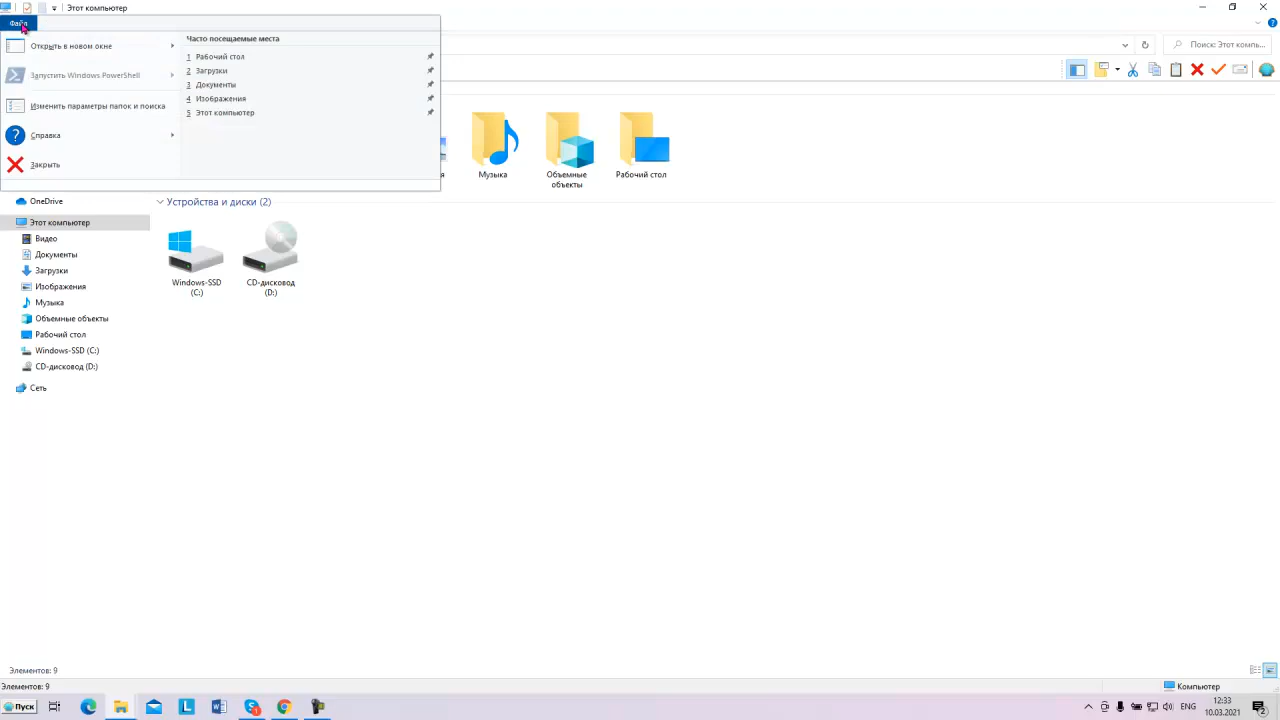 Этот компьютер
Файл
Открыть в новом окне
Запустить Windows PowerShell
Изменить параметры папок и поиска
Справка
Закрыть
Часто посещаемые места
1 Рабочий стол
2 Загрузки
3 Документы
4 Изображения
5 Этот компьютер
Поиск: Этот компь...
я
Музыка
Объемные
объекты
Рабочий стол
OneDrive
Этот компьютер
Видео
Документы
Загрузки
Изображения
Музыка
Объемные объекты
Рабочий стол
Windows-SSD (C:)
CD-дисковод (D:)
Сеть
Устройства и диски (2)
Windows-SSD
(C:)
CD-дисковод
(D:)
Элементов: 9
Элементов: 9
Компьютер
Пуск
ENG
12:33
10.03.2021
2